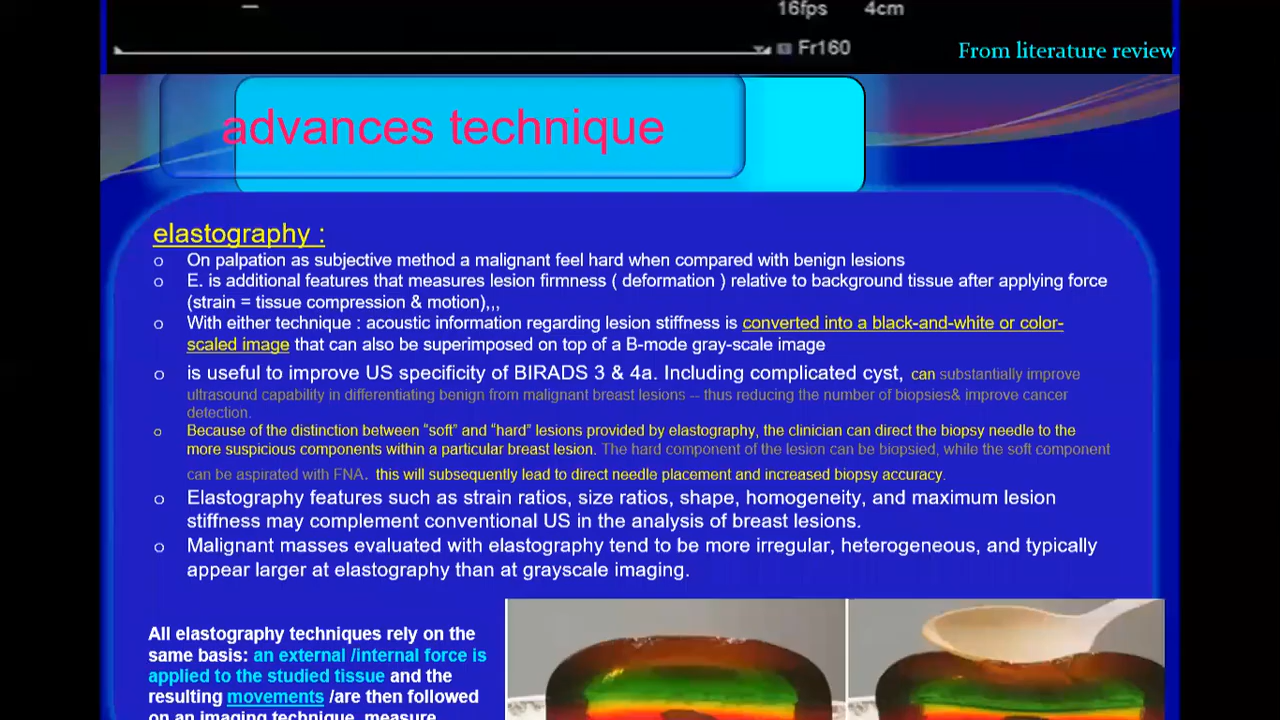 16fps 4cm
Fr160
From literature review
advances technique
elastography :
o On palpation as subjective method a malignant feel hard when compared with benign lesions
o E. is additional features that measures lesion firmness ( deformation ) relative to background tissue after applying force
(strain = tissue compression & motion),,,
o With either technique : acoustic information regarding lesion stiffness is converted into a black-and-white or color-
scaled image that can also be superimposed on top of a B-mode gray-scale image
o is useful to improve US specificity of BIRADS 3 & 4a. Including complicated cyst, can substantially improve
ultrasound capability in differentiating benign from malignant breast lesions -- thus reducing the number of biopsies& improve cancer
detection.
o Because of the distinction between “soft” and “hard” lesions provided by elastography, the clinician can direct the biopsy needle to the
more suspicious components within a particular breast lesion. The hard component of the lesion can be biopsied, while the soft component
can be aspirated with FNA. this will subsequently lead to direct needle placement and increased biopsy accuracy.
o Elastography features such as strain ratios, size ratios, shape, homogeneity, and maximum lesion
stiffness may complement conventional US in the analysis of breast lesions.
o Malignant masses evaluated with elastography tend to be more irregular, heterogeneous, and typically
appear larger at elastography than at grayscale imaging.
All elastography techniques rely on the
same basis: an external /internal force is
applied to the studied tissue and the
resulting movements /are then followed
on an imaging technique, measure